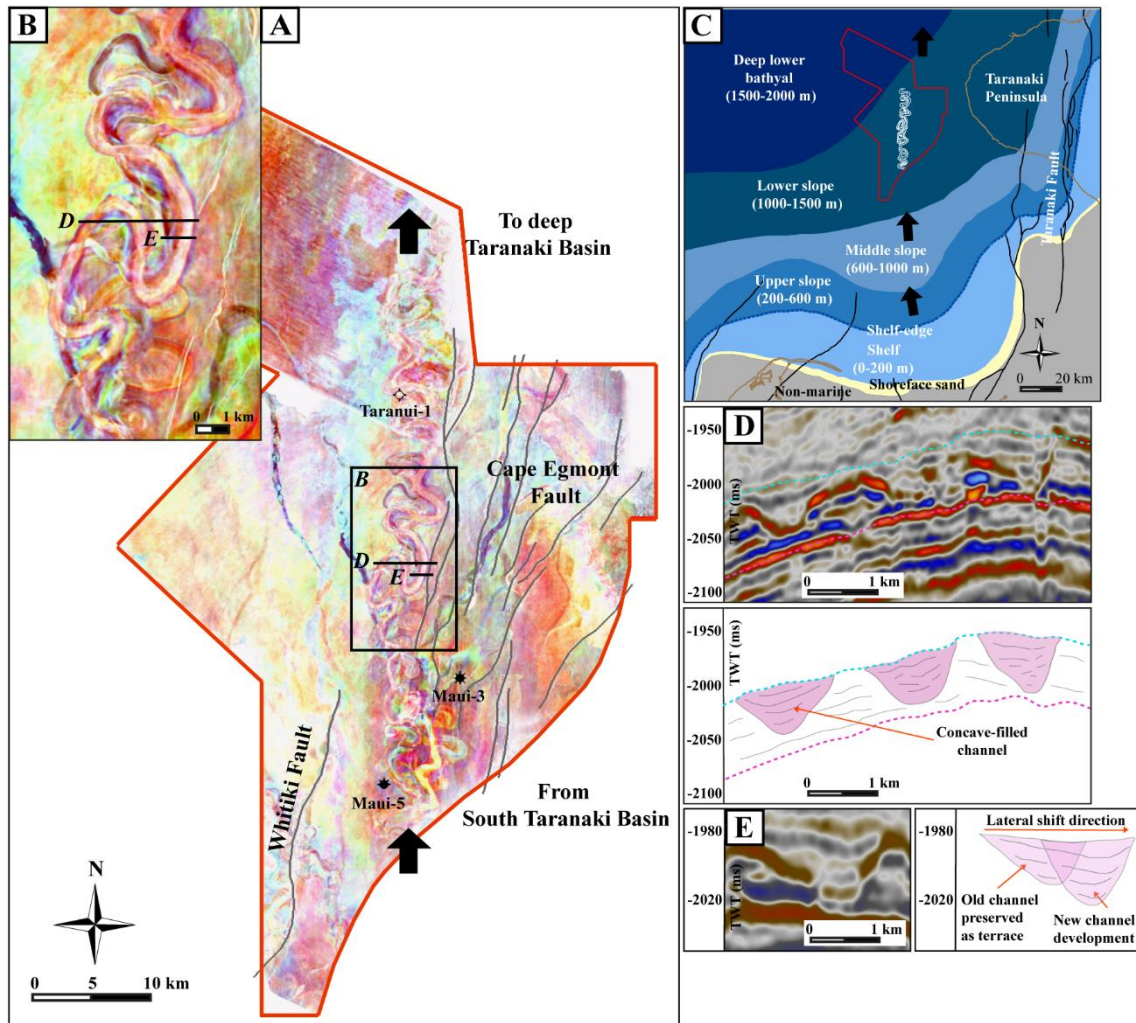 B
D
E
0 1 km
A
To deep
Taranaki Basin
Taranui-1
B
Cape Egmont
Fault
D
E
Maui-3
Whitiki Fault
Maui-5
From
South Taranaki Basin
N
0 5 10 km
C
Deep lower
bathyal
(1500-2000 m)
Taranaki
Peninsula
Lower slope
(1000-1500 m)
Taranaki Fault
Middle slope
(600-1000 m)
Upper slope
(200-600 m)
Shelf-edge
Shelf
(0-200 m)
Shoreface sand
Non-marine
N
0 20 km
D
-1950
-2000
-2050
-2100
TWT (ms)
0 1 km
-1950
-2000
-2050
-2100
TWT (ms)
Concave-filled
channel
0 1 km
E
-1980
-2020
TWT (ms)
0 1 km
-1980
-2020
Lateral shift direction
Old channel
preserved
as terrace
New channel
development